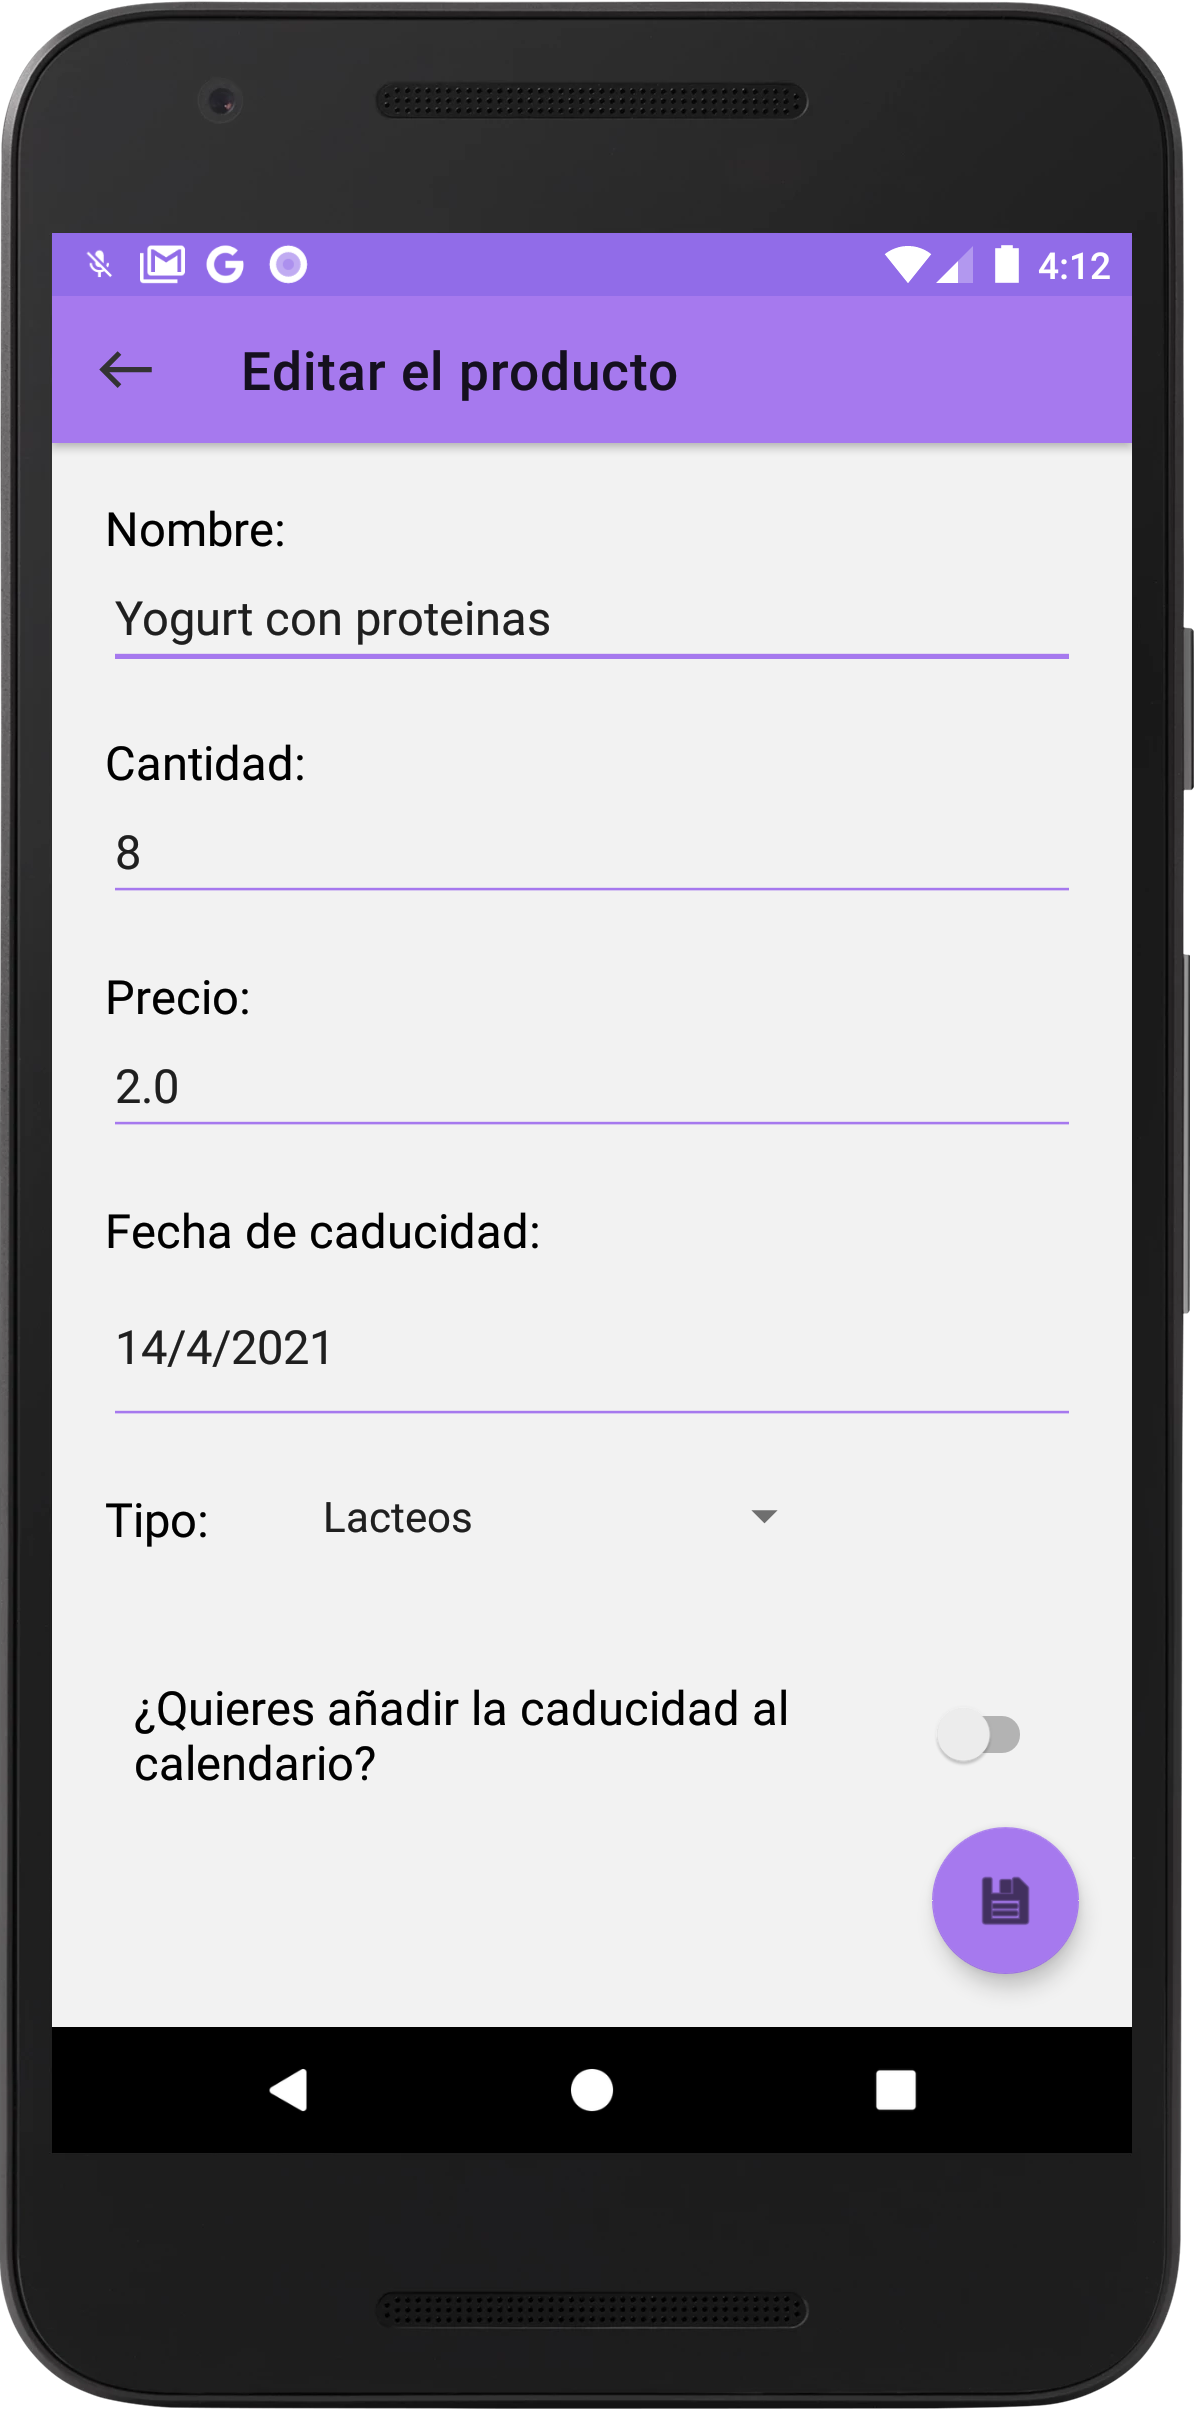 4:12
Editar el producto
Nombre:
Yogurt con proteinas
Cantidad:
8
Precio:
2.0
Fecha de caducidad:
14/4/2021
Tipo: Lacteos
¿Quieres añadir la caducidad al
calendario?